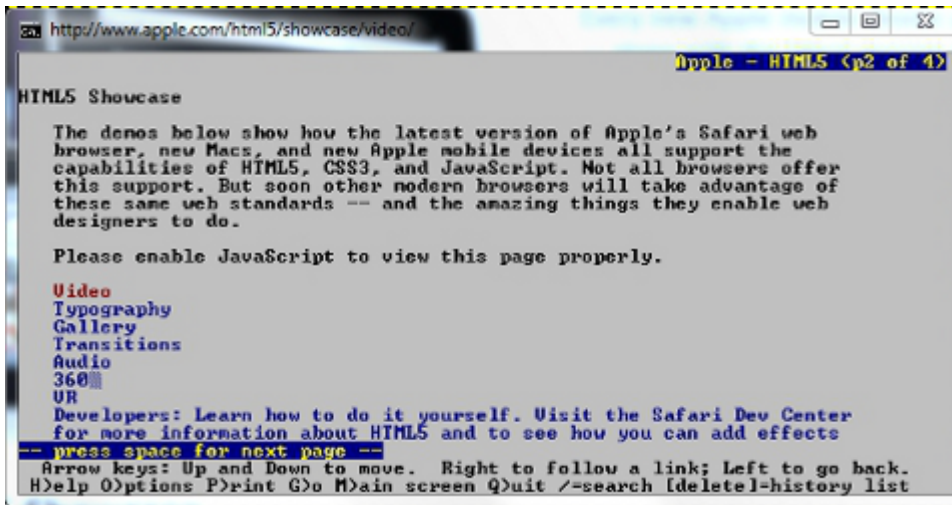 http://www.apple.com/html5/showcase/video/
Apple - HTML5 (p2 of 4)
HTML5 Showcase
The demos below show how the latest version of Apple's Safari web
browser, new Macs, and new Apple mobile devices all support the
capabilities of HTML5, CSS3, and JavaScript. Not all browsers offer
this support. But soon other modern browsers will take advantage of
these same web standards -- and the amazing things they enable web
designers to do.
Please enable JavaScript to view this page properly.
Video
Typography
Gallery
Transitions
Audio
360▒
VR
Developers: Learn how to do it yourself. Visit the Safari Dev Center
for more information about HTML5 and to see how you can add effects
-- press space for next page --
Arrow keys: Up and Down to move. Right to follow a link; Left to go back.
H)elp O)ptions P)rint G)o M)ain screen Q)uit /=search [delete]=history list